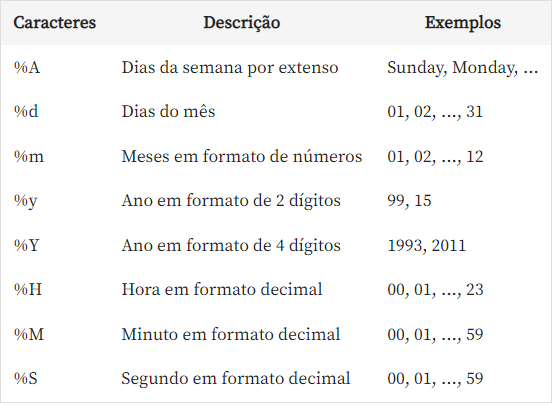 Caracteres Descrição Exemplos
%A Dias da semana por extenso Sunday, Monday, ...
%d Dias do mês 01, 02, ..., 31
%m Meses em formato de números 01, 02, ..., 12
%y Ano em formato de 2 dígitos 99, 15
%Y Ano em formato de 4 dígitos 1993, 2011
%H Hora em formato decimal 00, 01, ..., 23
%M Minuto em formato decimal 00, 01, ..., 59
%S Segundo em formato decimal 00, 01, ..., 59